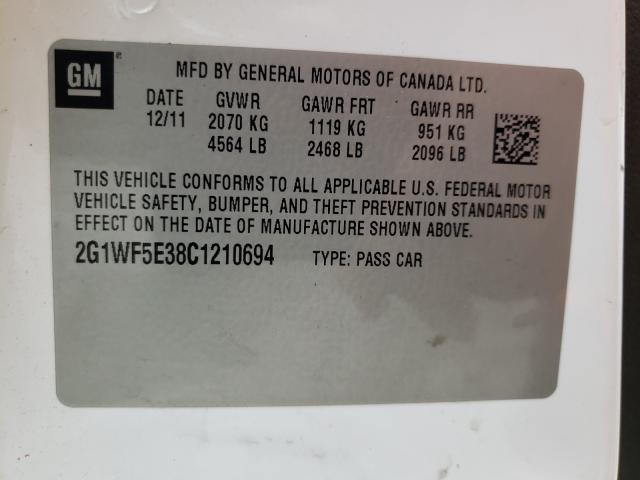 GM
MFD BY GENERAL MOTORS OF CANADA LTD.
DATE GVWR GAWR FRT GAWR RR
12/11 2070 KG 1119 KG 951 KG
4564 LB 2468 LB 2096 LB
THIS VEHICLE CONFORMS TO ALL APPLICABLE U.S. FEDERAL MOTOR
VEHICLE SAFETY, BUMPER, AND THEFT PREVENTION STANDARDS IN
EFFECT ON THE DATE OF MANUFACTURE SHOWN ABOVE.
2G1WF5E38C1210694 TYPE: PASS CAR